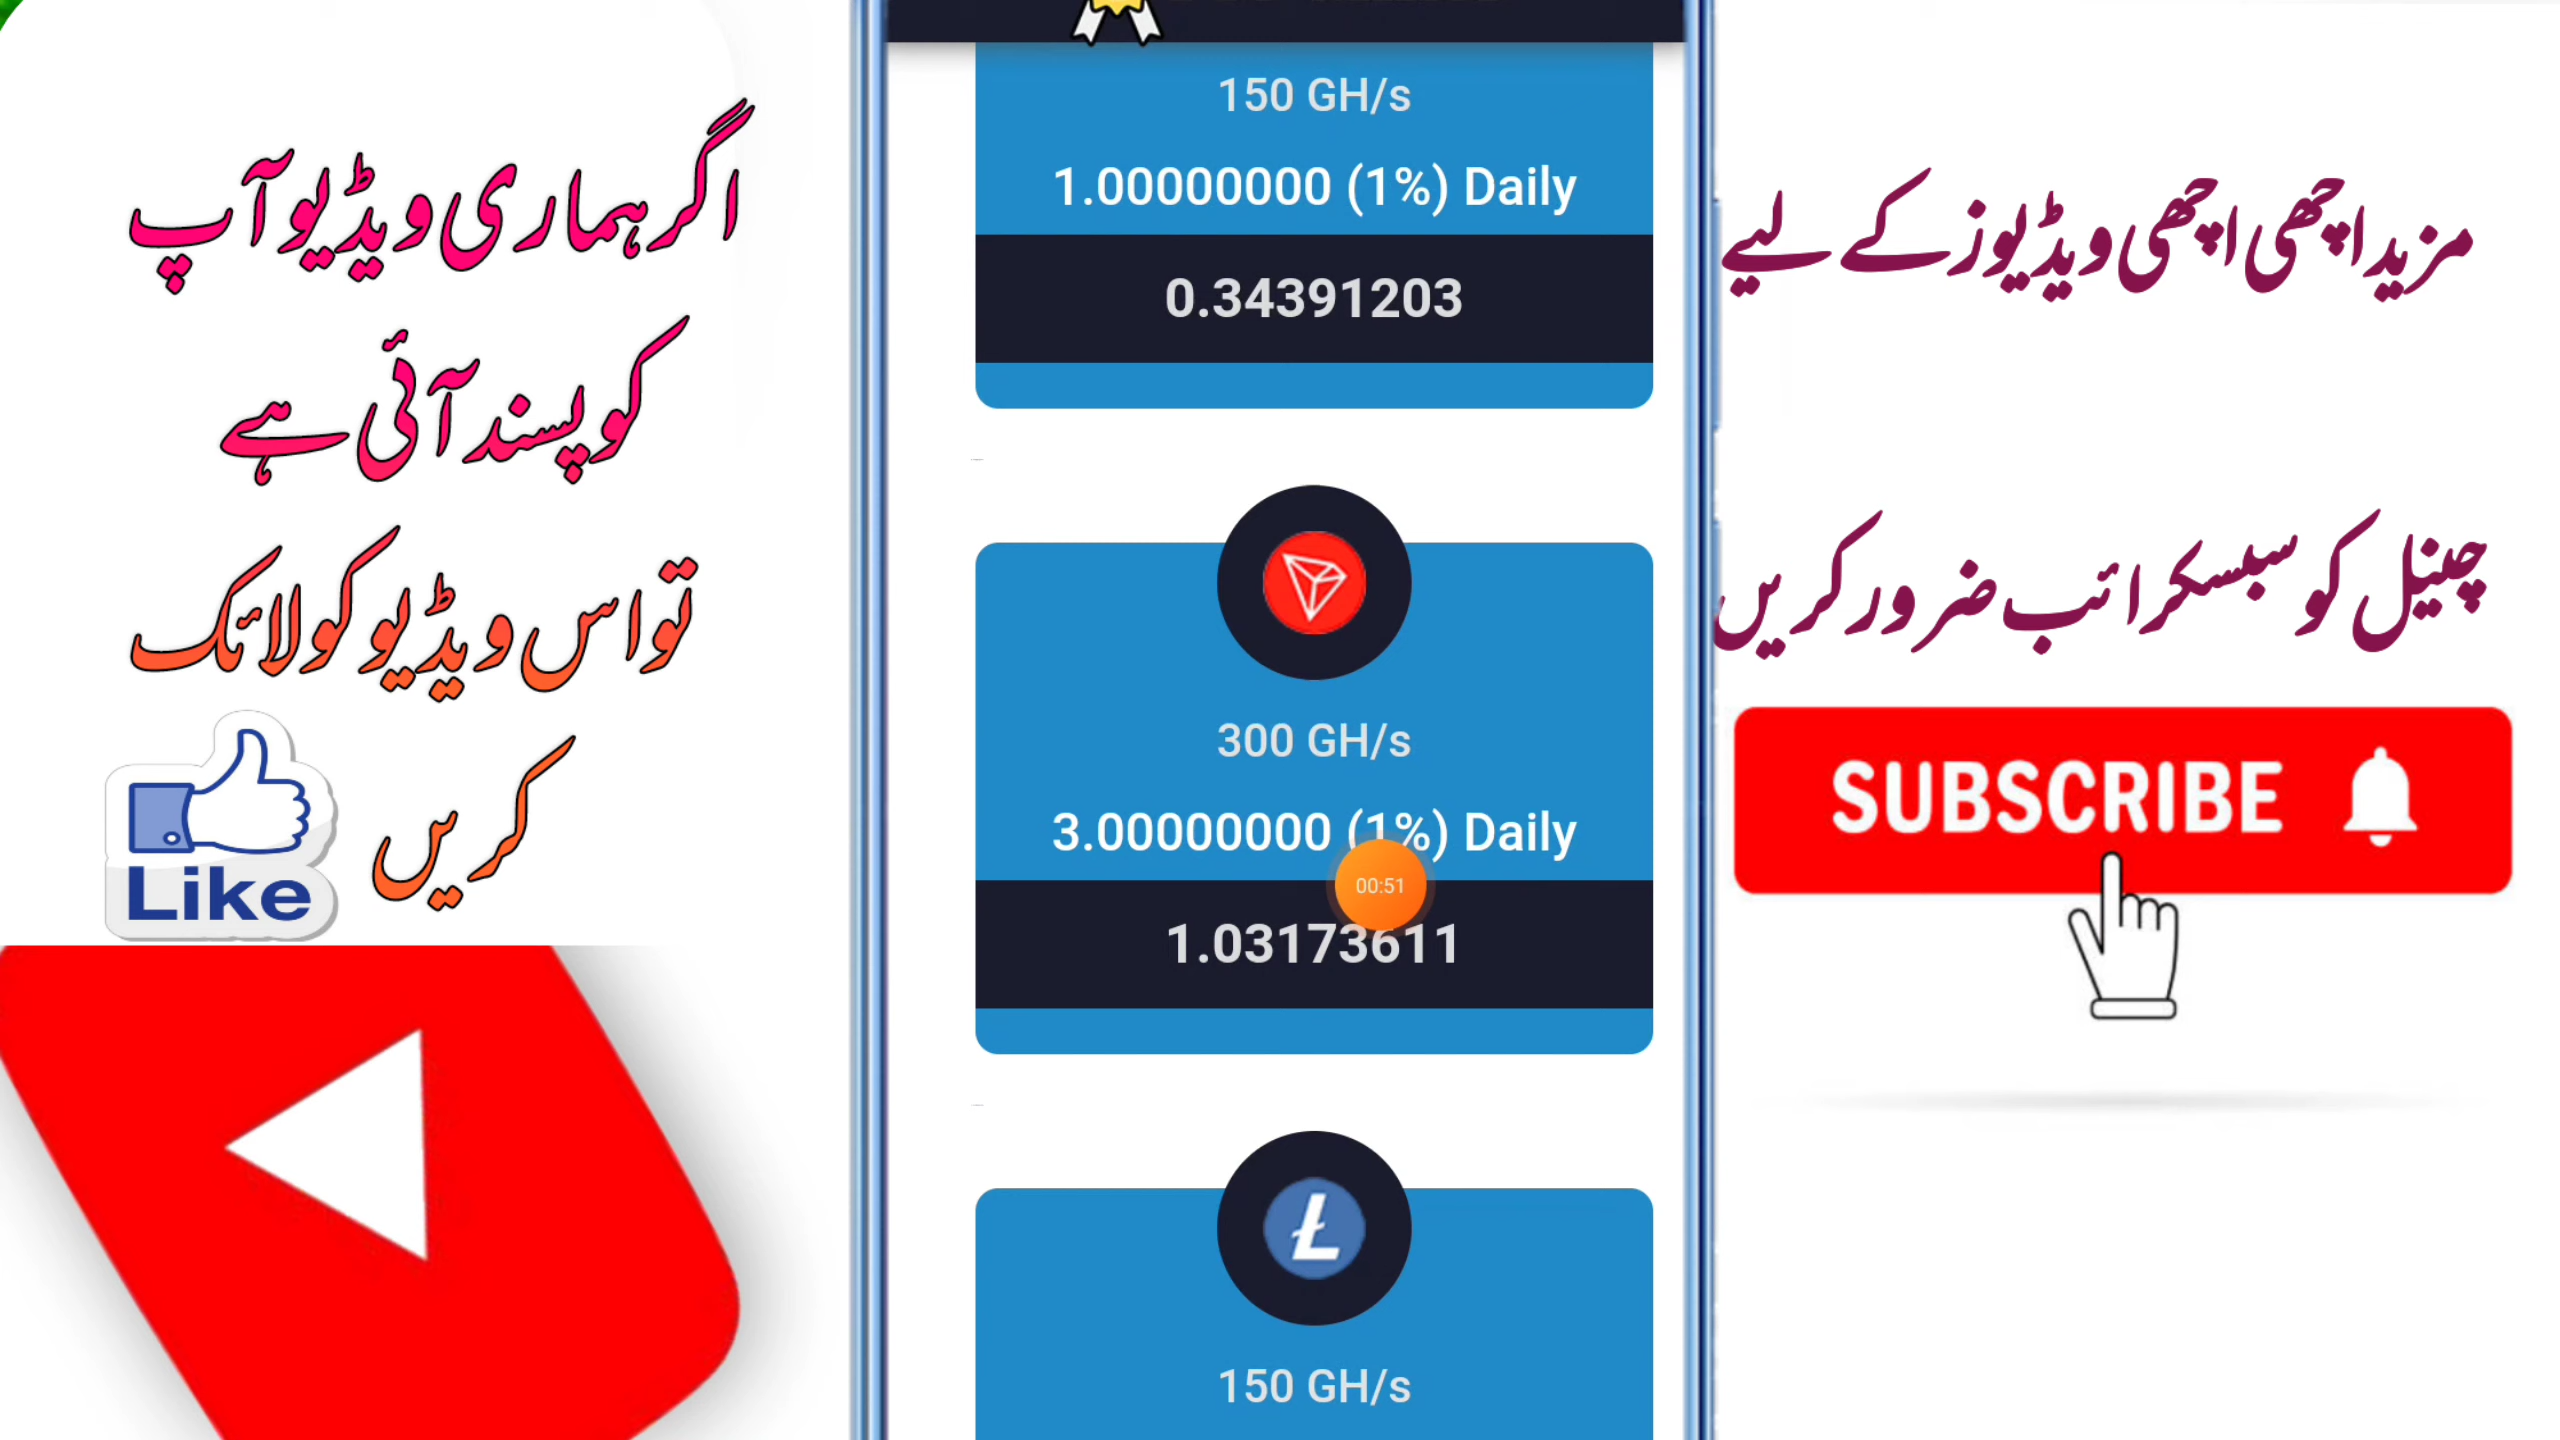 اگر ہماری ویڈیو آپ
کو پسند آئی ہے
تو اس ویڈیو کو لائک
کریں
Like
150 GH/s
1.00000000 (1%) Daily
0.34391203
300 GH/s
3.00000000 (1%) Daily
00:51
1.03173611
150 GH/s
مزید اچھی اچھی ویڈیوز کے لیے
چینل کو سبسکرائب ضرور کریں
SUBSCRIBE